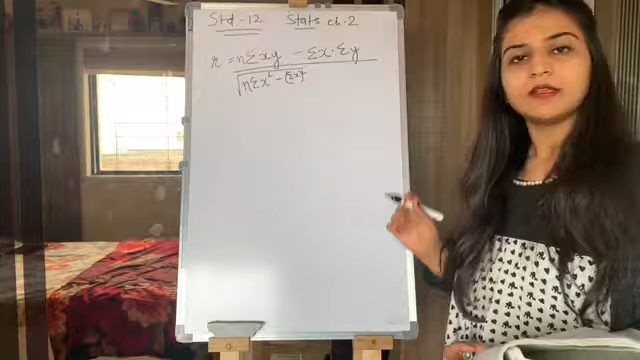 Std - 12 Stats ch-2
r = nΣxy - Σx·Σy
√nΣx² - (Σx)²